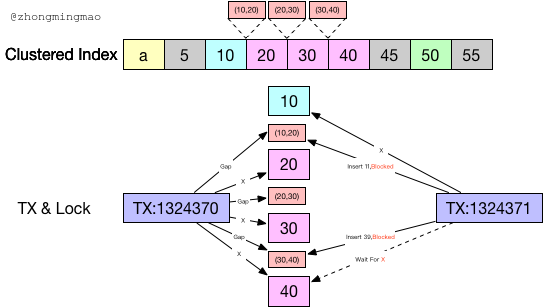 @zhongmingmao
(10,20) (20,30) (30,40)
Clustered Index a 5 10 20 30 40 45 50 55
10
X
(10,20)
Gap
Insert 11,Blocked
20
X
(20,30)
Gap
TX & Lock TX:1324370 TX:1324371
X
30
Gap
Insert 39,Blocked
X
(30,40)
Wait For X
40